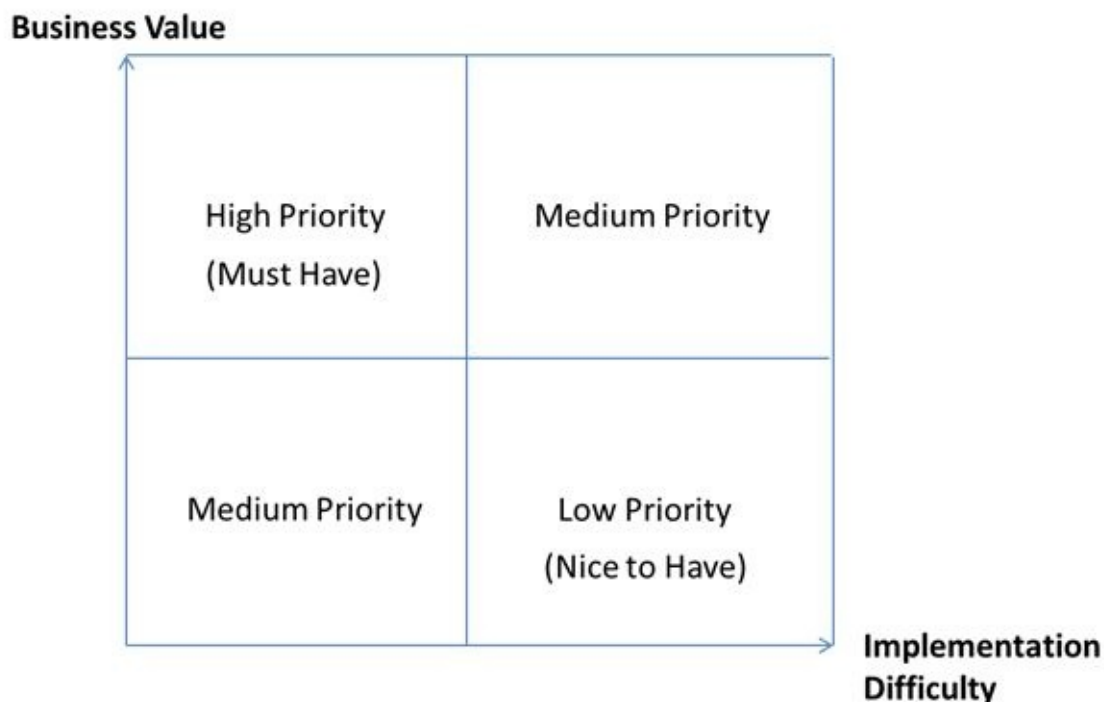 Business Value
High Priority
(Must Have)
Medium Priority
Medium Priority
Low Priority
(Nice to Have)
Implementation
Difficulty